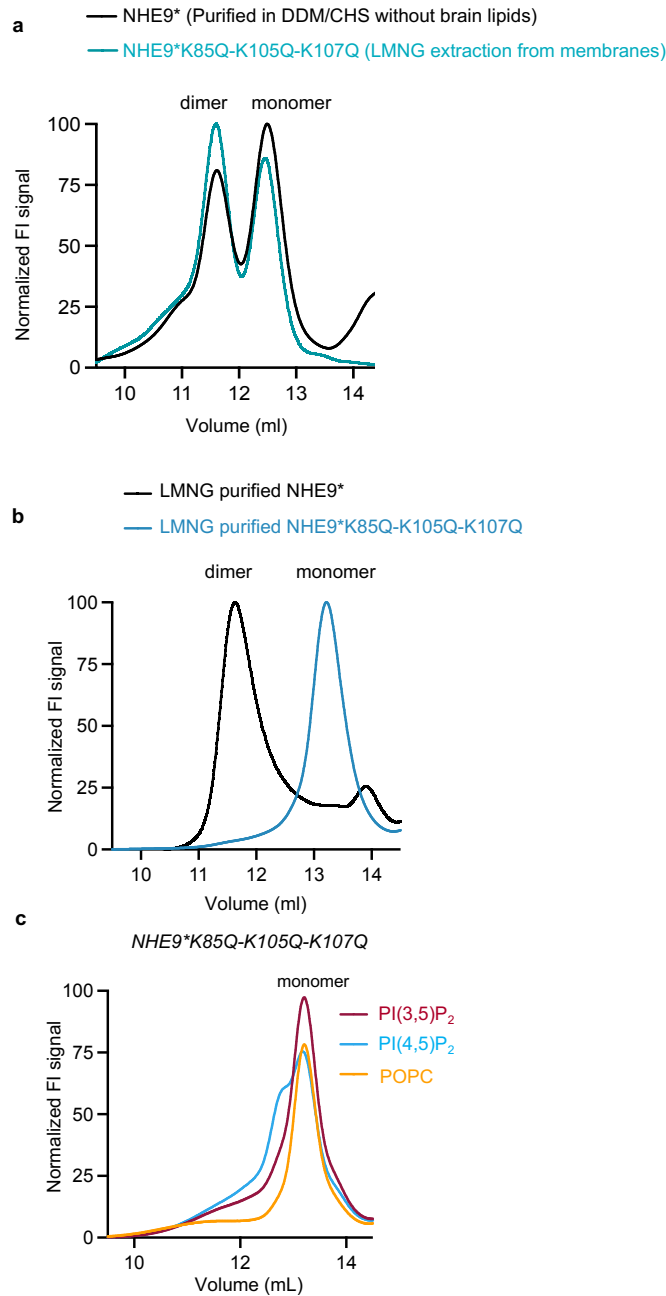 a
NHE9* (Purified in DDM/CHS without brain lipids)
NHE9*K85Q-K105Q-K107Q (LMNG extraction from membranes)
dimer monomer
100
75
50
25
0
Normalized FI signal
10 11 12 13 14
Volume (ml)
LMNG purified NHE9*
b
LMNG purified NHE9*K85Q-K105Q-K107Q
dimer monomer
100
75
50
25
0
Normalized FI signal
10 11 12 13 14
Volume (ml)
c
NHE9*K85Q-K105Q-K107Q
monomer
100
75
50
25
0
Normalized FI signal
PI(3,5)P₂
PI(4,5)P₂
POPC
10 12 14
Volume (mL)